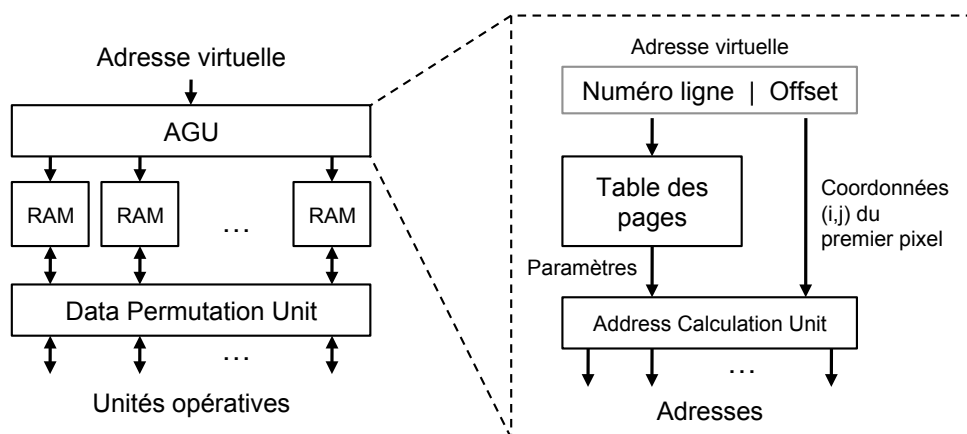 Adresse virtuelle
AGU
RAM
RAM
...
RAM
Data Permutation Unit
...
Unités opératives
Adresse virtuelle
Numéro ligne | Offset
Table des
pages
Coordonnées
(i,j) du
premier pixel
Paramètres
Address Calculation Unit
...
Adresses